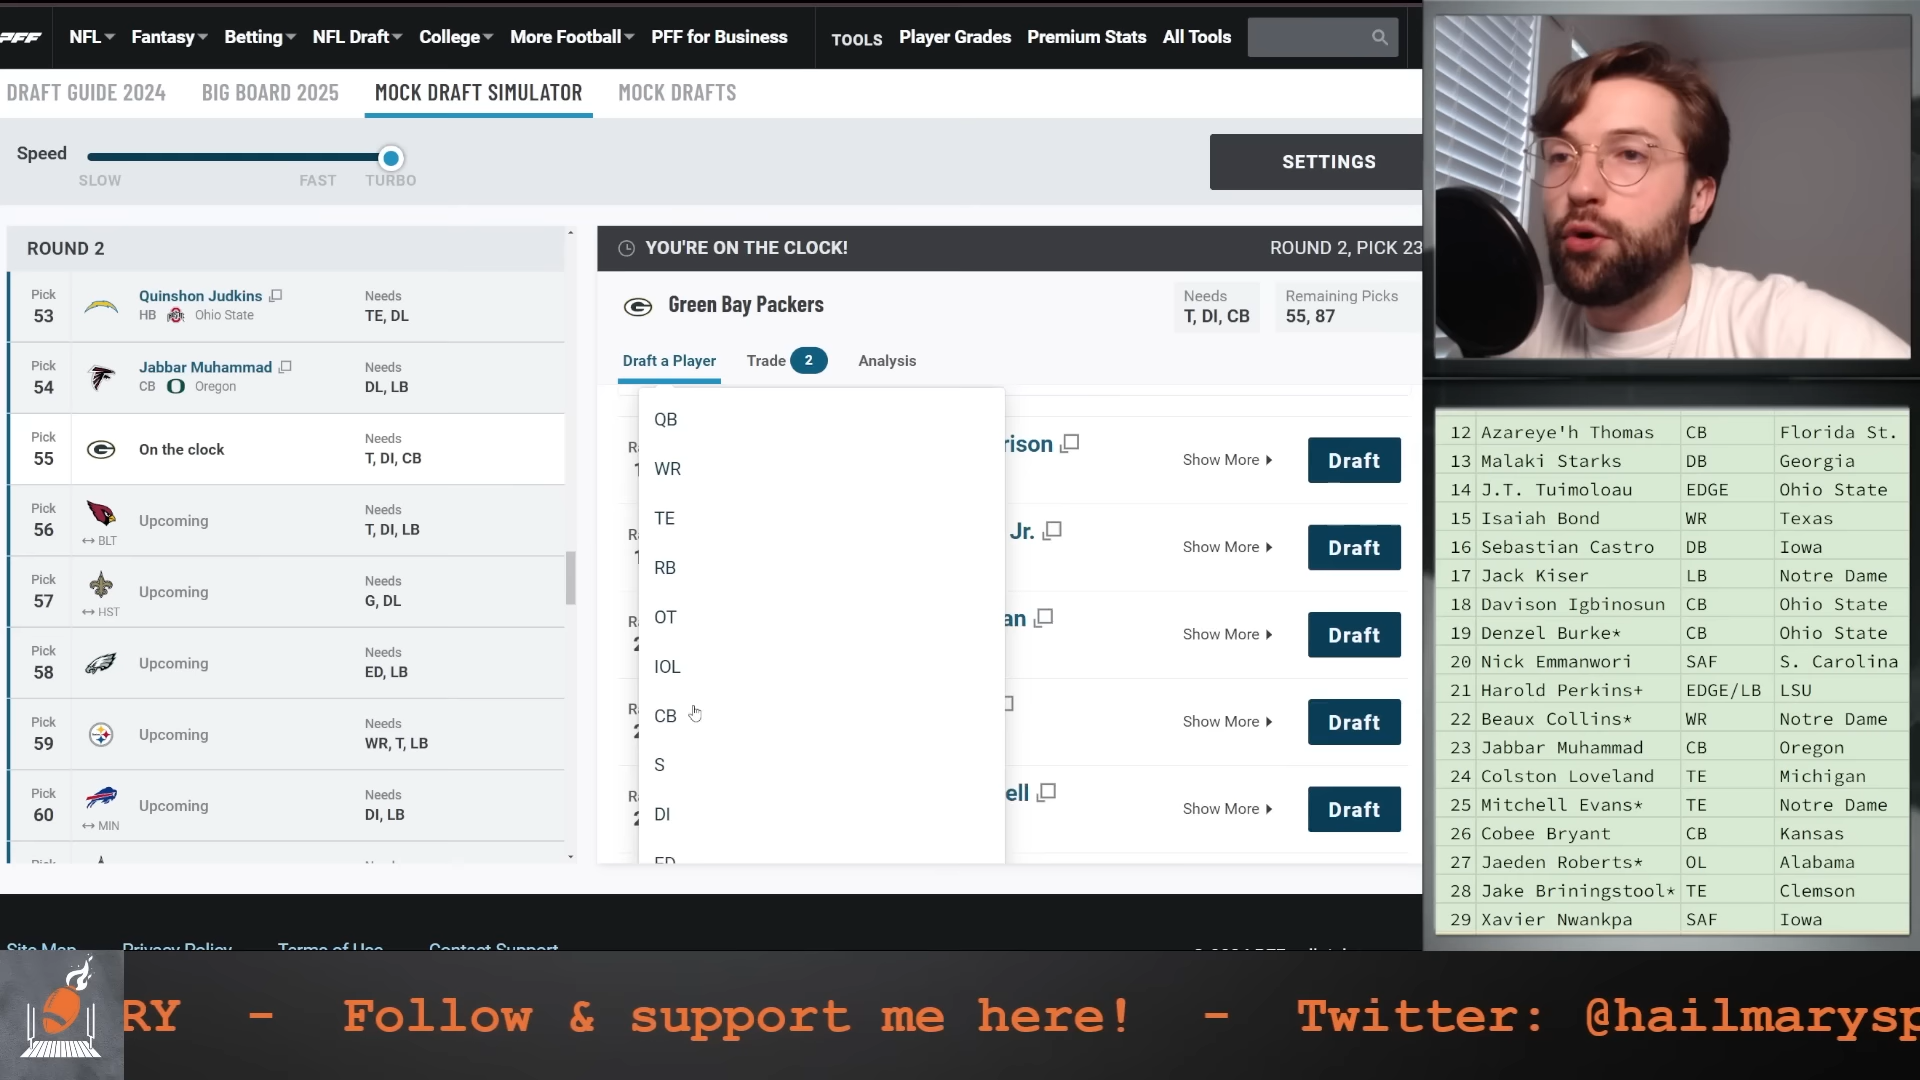 PFF NFL Fantasy Betting NFL Draft College More Football PFF for Business TOOLS Player Grades Premium Stats All Tools
DRAFT GUIDE 2024 BIG BOARD 2025 MOCK DRAFT SIMULATOR MOCK DRAFTS
Speed
SLOW FAST TURBO
SETTINGS
ROUND 2
Pick 53 Quinshon Judkins HB Ohio State Needs TE, DL
Pick 54 Jabbar Muhammad CB Oregon Needs DL, LB
Pick 55 On the clock Needs T, DI, CB
Pick 56 ↔ BLT Upcoming Needs T, DI, LB
Pick 57 ↔ HST Upcoming Needs G, DL
Pick 58 Upcoming Needs ED, LB
Pick 59 Upcoming Needs WR, T, LB
Pick 60 ↔ MIN Upcoming Needs DI, LB
YOU'RE ON THE CLOCK! ROUND 2, PICK 23
Green Bay Packers
Needs T, DI, CB
Remaining Picks 55, 87
Draft a Player Trade 2 Analysis
QB
WR
TE
RB
OT
IOL
CB
S
DI
ED
rison Show More Draft
Jr. Show More Draft
an Show More Draft
Show More Draft
ell Show More Draft
Site Map Privacy Policy Terms of Use Contact Support
12 Azareye'h Thomas CB Florida St.
13 Malaki Starks DB Georgia
14 J.T. Tuimoloau EDGE Ohio State
15 Isaiah Bond WR Texas
16 Sebastian Castro DB Iowa
17 Jack Kiser LB Notre Dame
18 Davison Igbinosun CB Ohio State
19 Denzel Burke* CB Ohio State
20 Nick Emmanwori SAF S. Carolina
21 Harold Perkins+ EDGE/LB LSU
22 Beaux Collins* WR Notre Dame
23 Jabbar Muhammad CB Oregon
24 Colston Loveland TE Michigan
25 Mitchell Evans* TE Notre Dame
26 Cobee Bryant CB Kansas
27 Jaeden Roberts* OL Alabama
28 Jake Briningstool* TE Clemson
29 Xavier Nwankpa SAF Iowa
RY - Follow & support me here! - Twitter: @hailmarysp